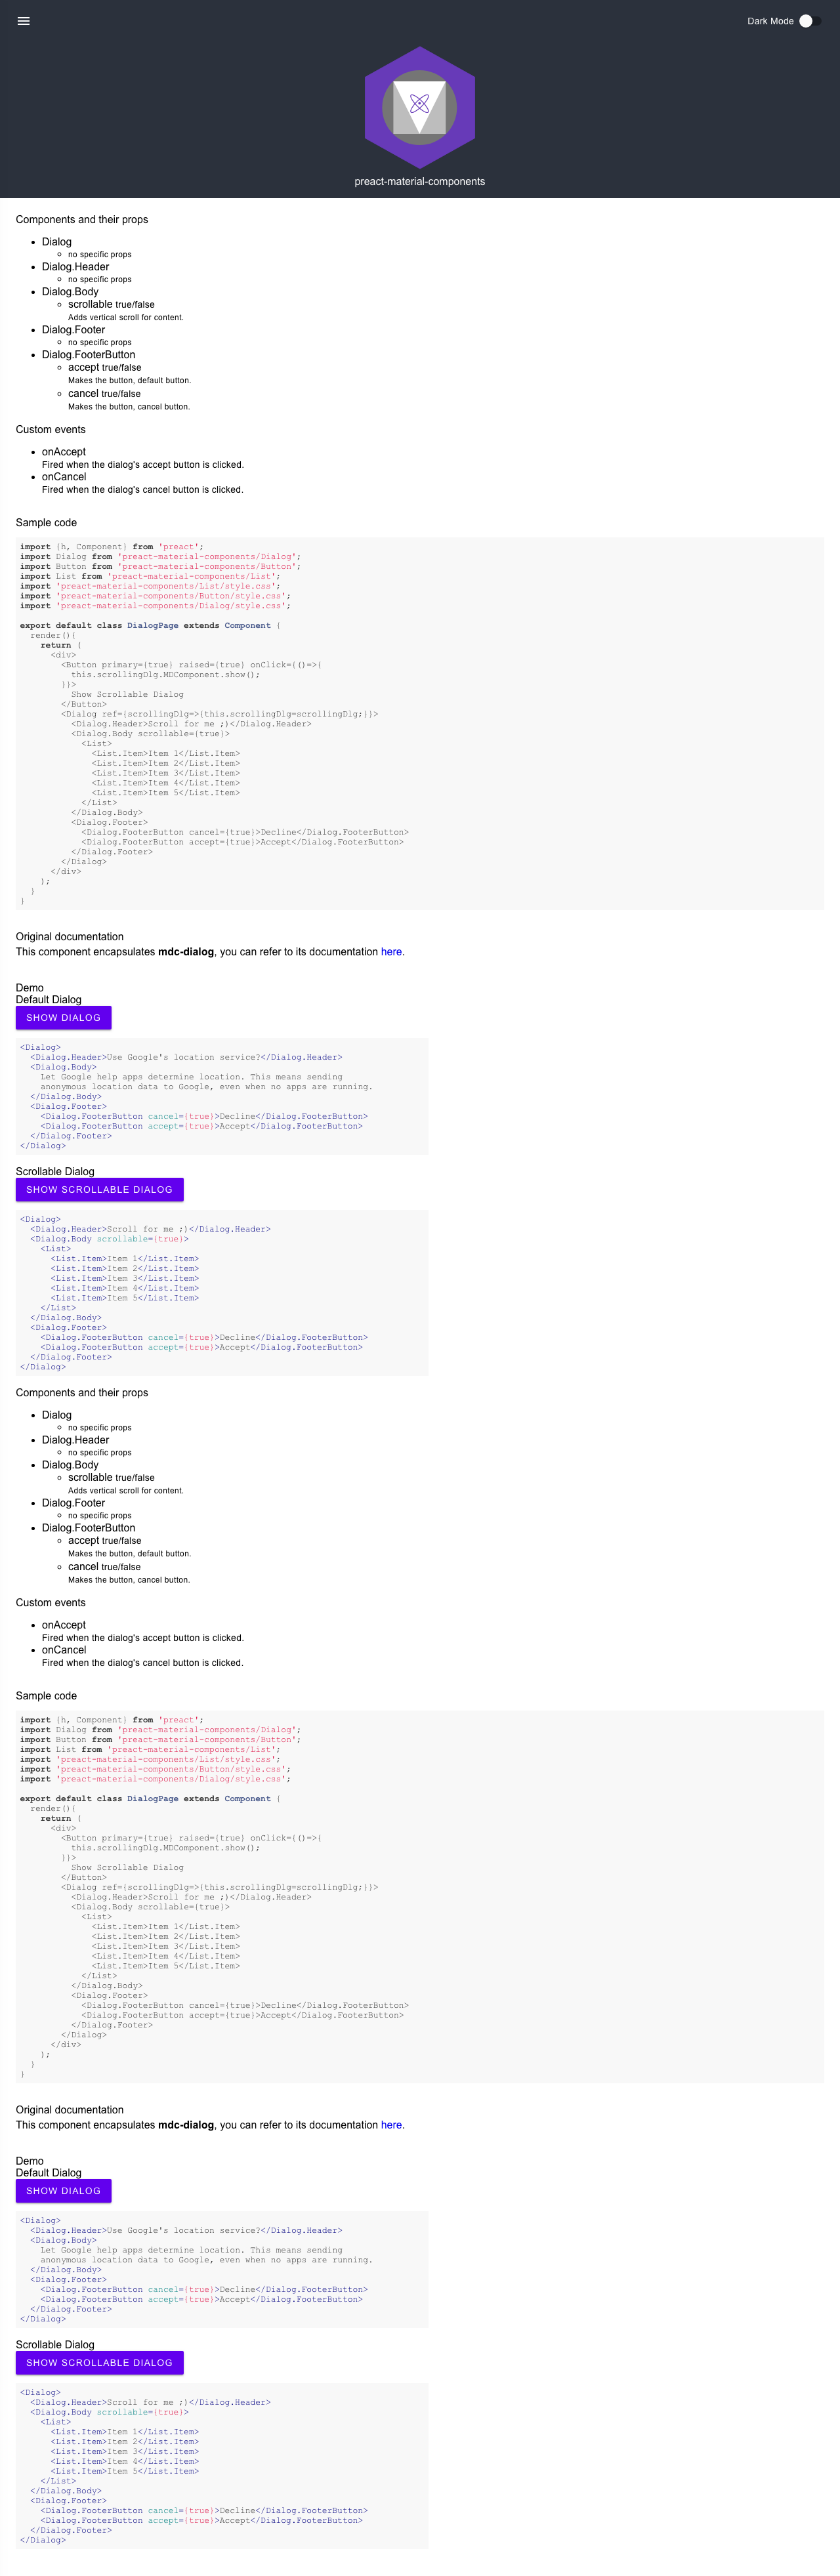 Dark Mode
preact-material-components
Components and their props
Dialog
no specific props
Dialog.Header
no specific props
Dialog.Body
scrollable true/false
Adds vertical scroll for content.
Dialog.Footer
no specific props
Dialog.FooterButton
accept true/false
Makes the button, default button.
cancel true/false
Makes the button, cancel button.
Custom events
onAccept
Fired when the dialog's accept button is clicked.
onCancel
Fired when the dialog's cancel button is clicked.
Sample code
import {h, Component} from 'preact';
import Dialog from 'preact-material-components/Dialog';
import Button from 'preact-material-components/Button';
import List from 'preact-material-components/List';
import 'preact-material-components/List/style.css';
import 'preact-material-components/Button/style.css';
import 'preact-material-components/Dialog/style.css';
export default class DialogPage extends Component {
  render(){
    return (
      <div>
        <Button primary={true} raised={true} onClick={()=>{
          this.scrollingDlg.MDComponent.show();
        }}>
          Show Scrollable Dialog
        </Button>
        <Dialog ref={scrollingDlg=>{this.scrollingDlg=scrollingDlg;}}>
          <Dialog.Header>Scroll for me ;)</Dialog.Header>
          <Dialog.Body scrollable={true}>
            <List>
              <List.Item>Item 1</List.Item>
              <List.Item>Item 2</List.Item>
              <List.Item>Item 3</List.Item>
              <List.Item>Item 4</List.Item>
              <List.Item>Item 5</List.Item>
            </List>
          </Dialog.Body>
          <Dialog.Footer>
            <Dialog.FooterButton cancel={true}>Decline</Dialog.FooterButton>
            <Dialog.FooterButton accept={true}>Accept</Dialog.FooterButton>
          </Dialog.Footer>
        </Dialog>
      </div>
    );
  }
}
Original documentation
This component encapsulates mdc-dialog, you can refer to its documentation here.
Demo
Default Dialog
SHOW DIALOG
<Dialog>
  <Dialog.Header>Use Google's location service?</Dialog.Header>
  <Dialog.Body>
    Let Google help apps determine location. This means sending
    anonymous location data to Google, even when no apps are running.
  </Dialog.Body>
  <Dialog.Footer>
    <Dialog.FooterButton cancel={true}>Decline</Dialog.FooterButton>
    <Dialog.FooterButton accept={true}>Accept</Dialog.FooterButton>
  </Dialog.Footer>
</Dialog>
Scrollable Dialog
SHOW SCROLLABLE DIALOG
<Dialog>
  <Dialog.Header>Scroll for me ;)</Dialog.Header>
  <Dialog.Body scrollable={true}>
    <List>
      <List.Item>Item 1</List.Item>
      <List.Item>Item 2</List.Item>
      <List.Item>Item 3</List.Item>
      <List.Item>Item 4</List.Item>
      <List.Item>Item 5</List.Item>
    </List>
  </Dialog.Body>
  <Dialog.Footer>
    <Dialog.FooterButton cancel={true}>Decline</Dialog.FooterButton>
    <Dialog.FooterButton accept={true}>Accept</Dialog.FooterButton>
  </Dialog.Footer>
</Dialog>
Components and their props
Dialog
no specific props
Dialog.Header
no specific props
Dialog.Body
scrollable true/false
Adds vertical scroll for content.
Dialog.Footer
no specific props
Dialog.FooterButton
accept true/false
Makes the button, default button.
cancel true/false
Makes the button, cancel button.
Custom events
onAccept
Fired when the dialog's accept button is clicked.
onCancel
Fired when the dialog's cancel button is clicked.
Sample code
import {h, Component} from 'preact';
import Dialog from 'preact-material-components/Dialog';
import Button from 'preact-material-components/Button';
import List from 'preact-material-components/List';
import 'preact-material-components/List/style.css';
import 'preact-material-components/Button/style.css';
import 'preact-material-components/Dialog/style.css';
export default class DialogPage extends Component {
  render(){
    return (
      <div>
        <Button primary={true} raised={true} onClick={()=>{
          this.scrollingDlg.MDComponent.show();
        }}>
          Show Scrollable Dialog
        </Button>
        <Dialog ref={scrollingDlg=>{this.scrollingDlg=scrollingDlg;}}>
          <Dialog.Header>Scroll for me ;)</Dialog.Header>
          <Dialog.Body scrollable={true}>
            <List>
              <List.Item>Item 1</List.Item>
              <List.Item>Item 2</List.Item>
              <List.Item>Item 3</List.Item>
              <List.Item>Item 4</List.Item>
              <List.Item>Item 5</List.Item>
            </List>
          </Dialog.Body>
          <Dialog.Footer>
            <Dialog.FooterButton cancel={true}>Decline</Dialog.FooterButton>
            <Dialog.FooterButton accept={true}>Accept</Dialog.FooterButton>
          </Dialog.Footer>
        </Dialog>
      </div>
    );
  }
}
Original documentation
This component encapsulates mdc-dialog, you can refer to its documentation here.
Demo
Default Dialog
SHOW DIALOG
<Dialog>
  <Dialog.Header>Use Google's location service?</Dialog.Header>
  <Dialog.Body>
    Let Google help apps determine location. This means sending
    anonymous location data to Google, even when no apps are running.
  </Dialog.Body>
  <Dialog.Footer>
    <Dialog.FooterButton cancel={true}>Decline</Dialog.FooterButton>
    <Dialog.FooterButton accept={true}>Accept</Dialog.FooterButton>
  </Dialog.Footer>
</Dialog>
Scrollable Dialog
SHOW SCROLLABLE DIALOG
<Dialog>
  <Dialog.Header>Scroll for me ;)</Dialog.Header>
  <Dialog.Body scrollable={true}>
    <List>
      <List.Item>Item 1</List.Item>
      <List.Item>Item 2</List.Item>
      <List.Item>Item 3</List.Item>
      <List.Item>Item 4</List.Item>
      <List.Item>Item 5</List.Item>
    </List>
  </Dialog.Body>
  <Dialog.Footer>
    <Dialog.FooterButton cancel={true}>Decline</Dialog.FooterButton>
    <Dialog.FooterButton accept={true}>Accept</Dialog.FooterButton>
  </Dialog.Footer>
</Dialog>